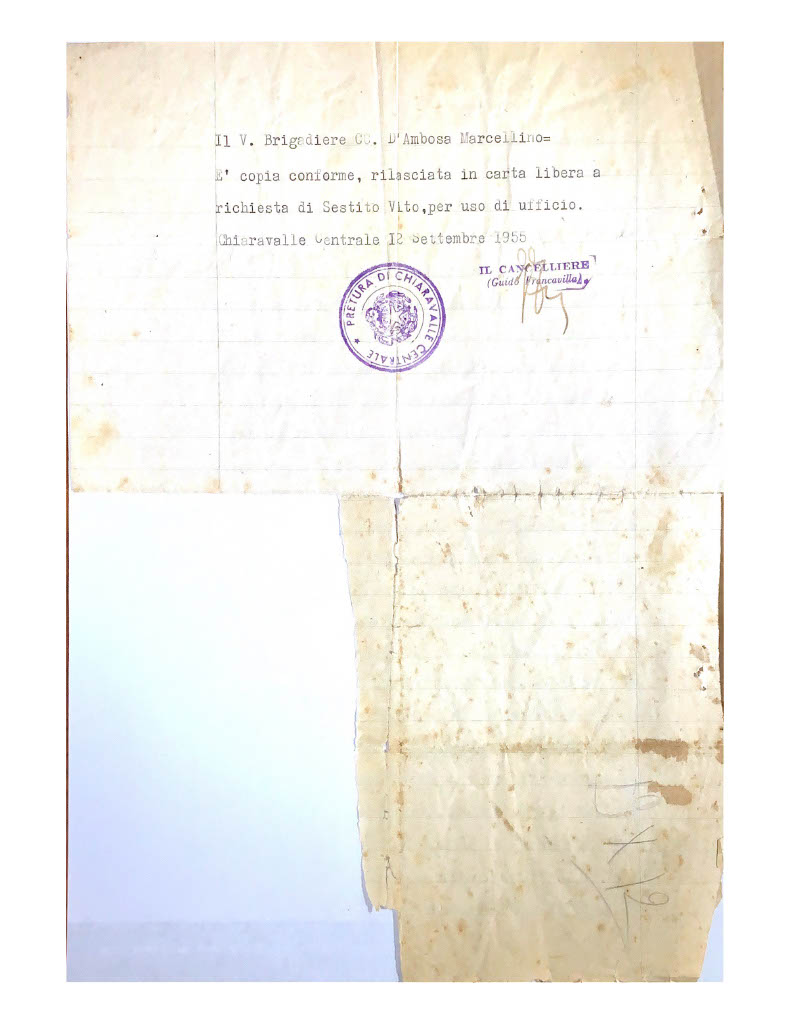 Il V. Brigadiere CC. D'Ambosa Marcellino=
E' copia conforme, rilasciata in carta libera a
richiesta di Sestito Vito,per uso di ufficio.
Chiaravalle Centrale 12 Settembre 1955
IL CANCELLIERE
(Guido Francavilla)
PRETURA DI CHIARAVALLE CENTRALE